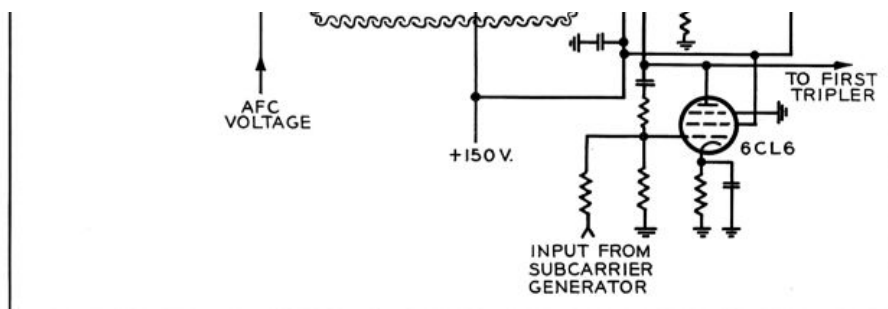 TO FIRST
TRIPLER
AFC
VOLTAGE
+150 V.
6CL6
INPUT FROM
SUBCARRIER
GENERATOR